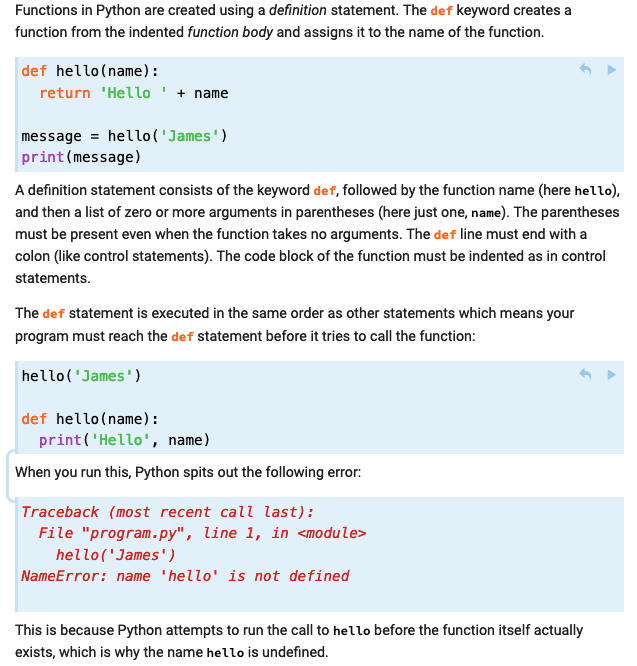 Functions in Python are created using a definition statement. The def keyword creates a
function from the indented function body and assigns it to the name of the function.
def hello(name):
  return 'Hello ' + name

message = hello('James')
print(message)
A definition statement consists of the keyword def, followed by the function name (here hello),
and then a list of zero or more arguments in parentheses (here just one, name). The parentheses
must be present even when the function takes no arguments. The def line must end with a
colon (like control statements). The code block of the function must be indented as in control
statements.
The def statement is executed in the same order as other statements which means your
program must reach the def statement before it tries to call the function:
hello('James')

def hello(name):
  print('Hello', name)
When you run this, Python spits out the following error:
Traceback (most recent call last):
  File "program.py", line 1, in <module>
    hello('James')
NameError: name 'hello' is not defined
This is because Python attempts to run the call to hello before the function itself actually
exists, which is why the name hello is undefined.